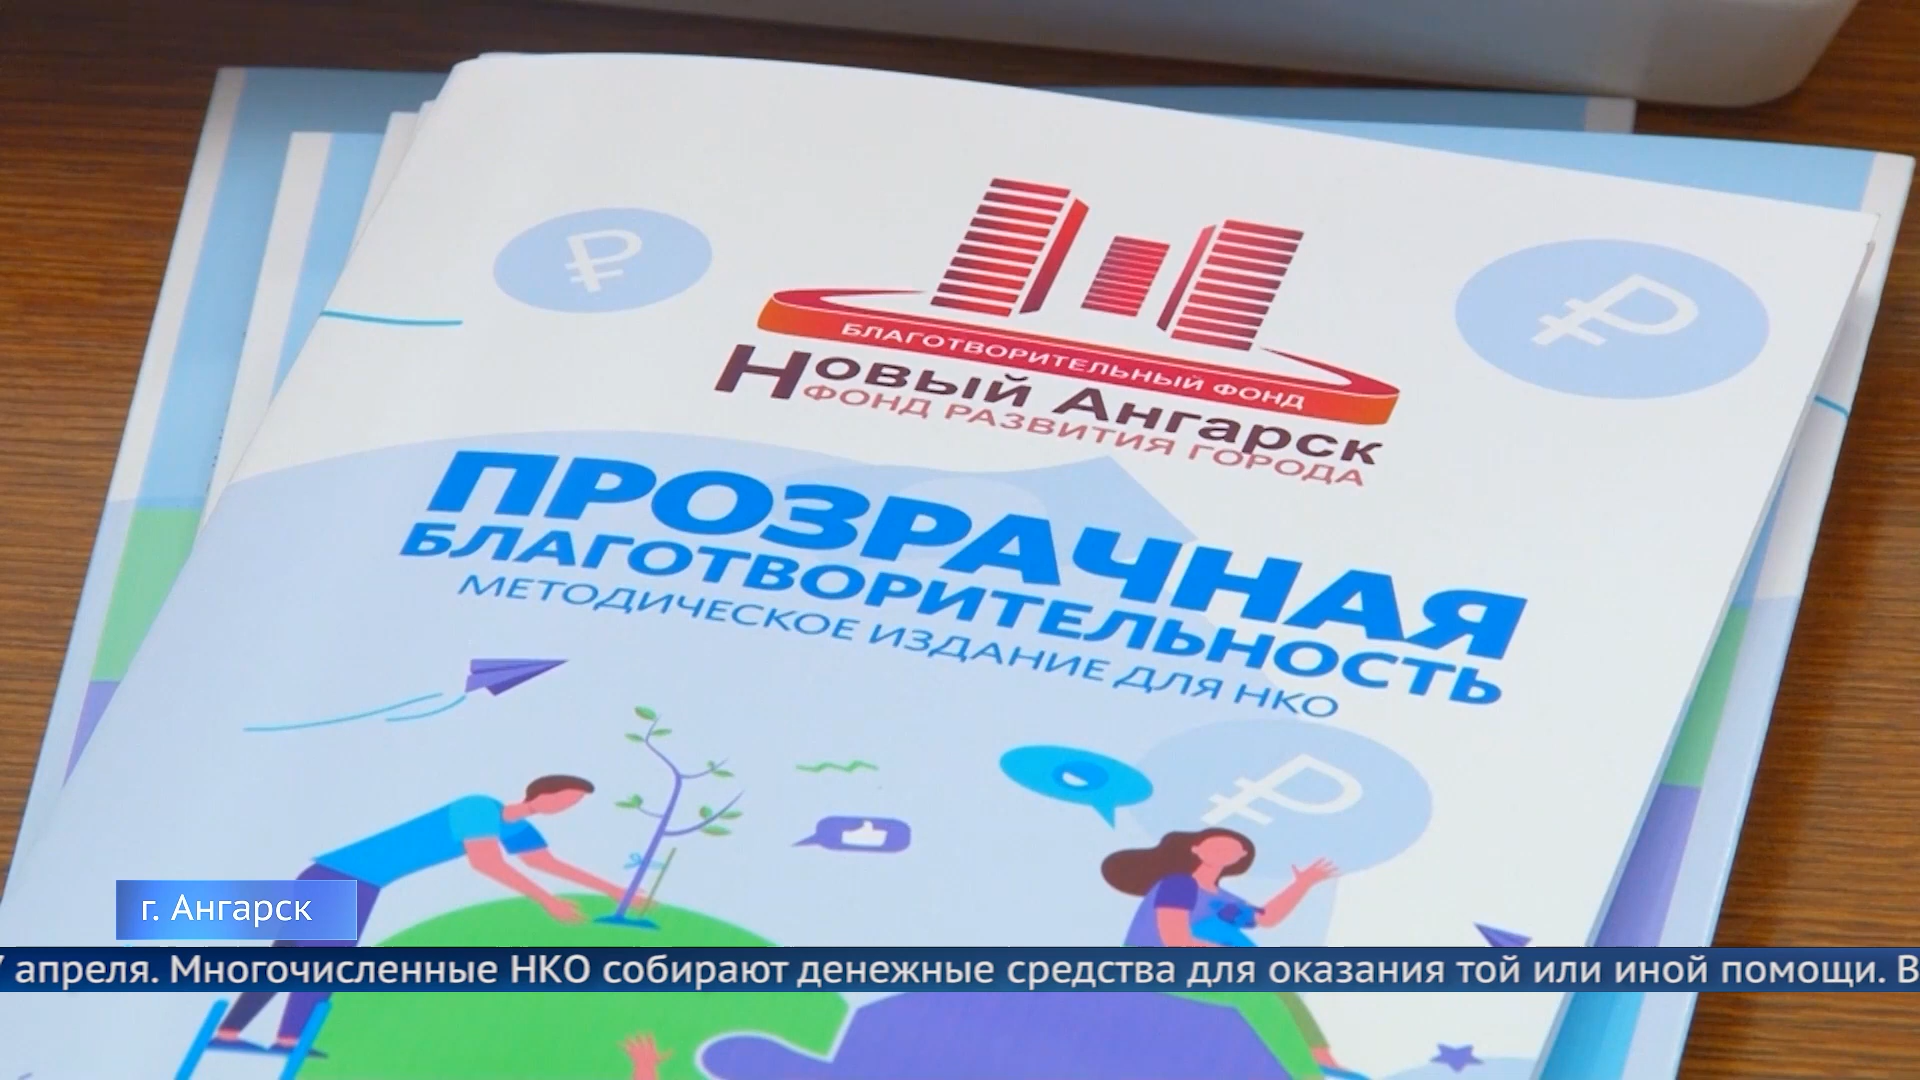 БЛАГОТВОРИТЕЛЬНЫЙ ФОНД
Новый Ангарск
ФОНД РАЗВИТИЯ ГОРОДА
ПРОЗРАЧНАЯ
БЛАГОТВОРИТЕЛЬНОСТЬ
МЕТОДИЧЕСКОЕ ИЗДАНИЕ ДЛЯ НКО
г. Ангарск
апреля. Многочисленные НКО собирают денежные средства для оказания той или иной помощи. В